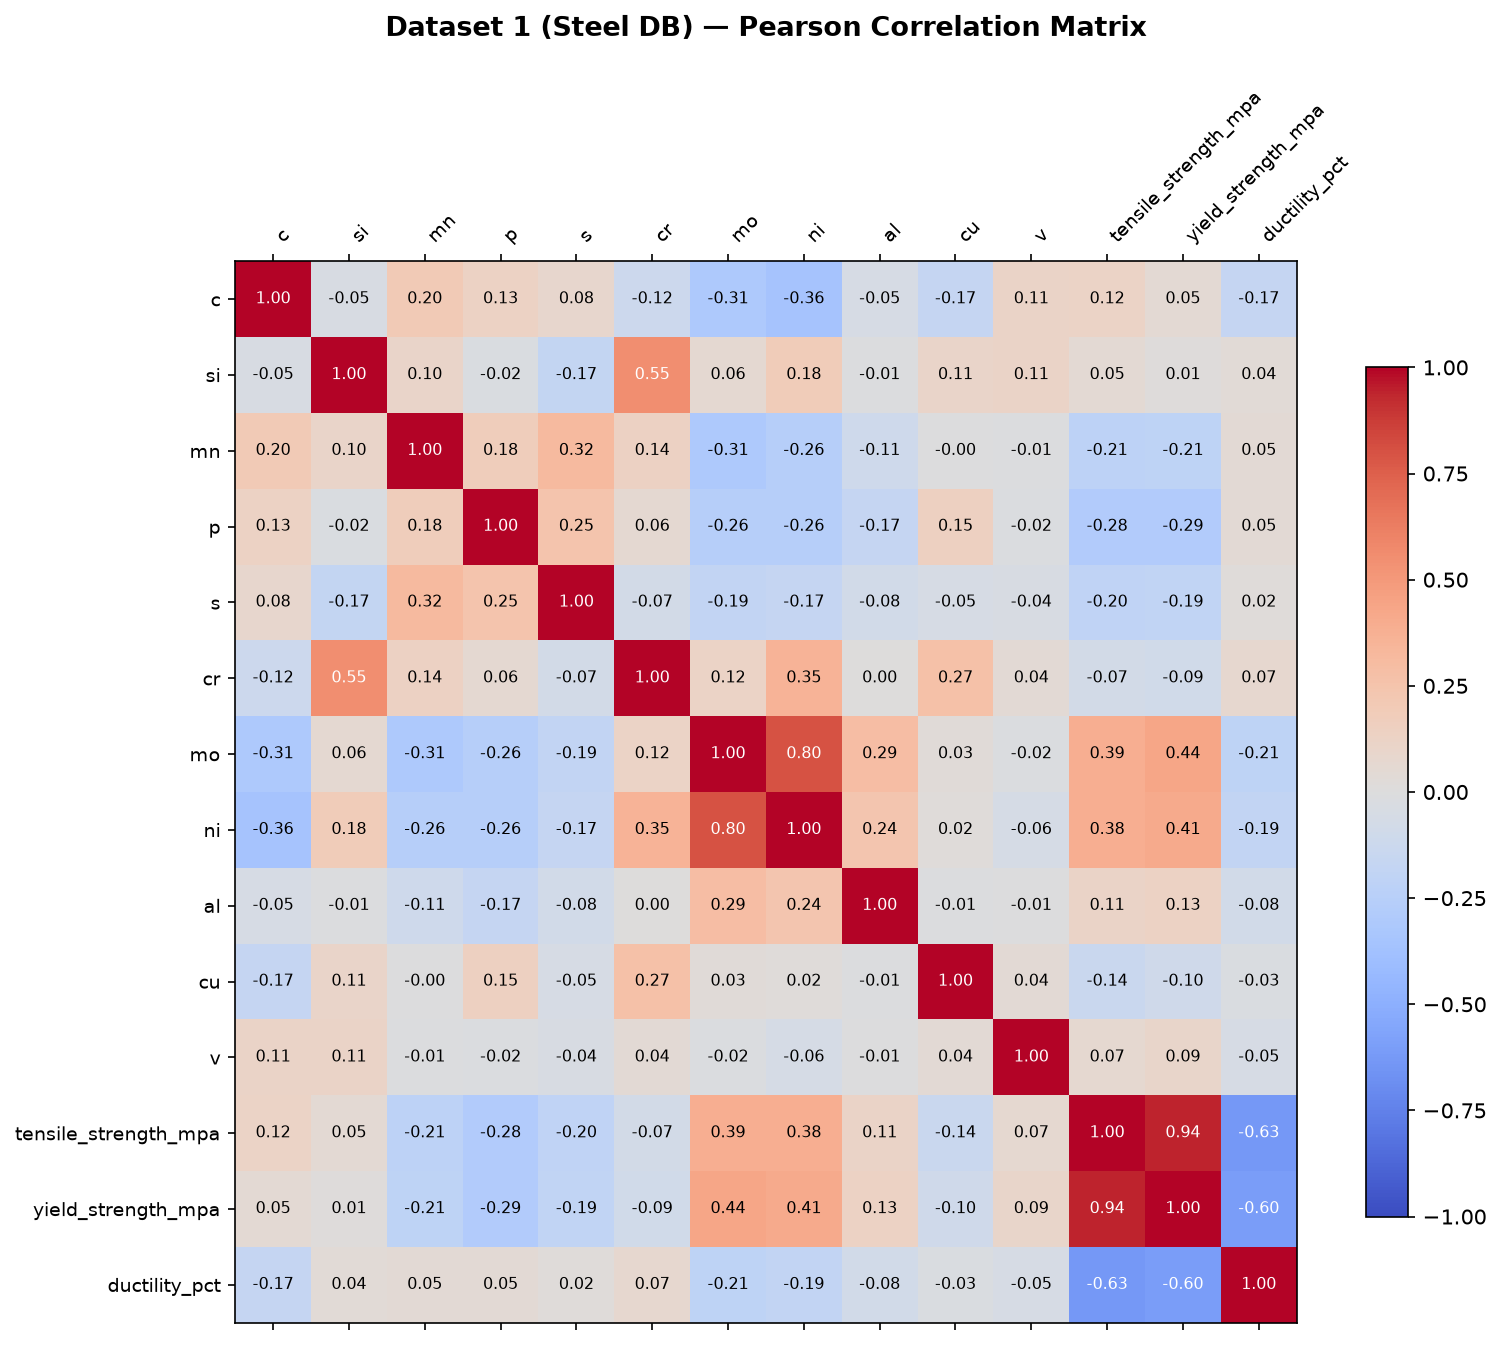 Dataset 1 (Steel DB) — Pearson Correlation Matrix
c si mn p s cr mo ni al cu v tensile_strength_mpa yield_strength_mpa ductility_pct
c 1.00 -0.05 0.20 0.13 0.08 -0.12 -0.31 -0.36 -0.05 -0.17 0.11 0.12 0.05 -0.17
si -0.05 1.00 0.10 -0.02 -0.17 0.55 0.06 0.18 -0.01 0.11 0.11 0.05 0.01 0.04
mn 0.20 0.10 1.00 0.18 0.32 0.14 -0.31 -0.26 -0.11 -0.00 -0.01 -0.21 -0.21 0.05
p 0.13 -0.02 0.18 1.00 0.25 0.06 -0.26 -0.26 -0.17 0.15 -0.02 -0.28 -0.29 0.05
s 0.08 -0.17 0.32 0.25 1.00 -0.07 -0.19 -0.17 -0.08 -0.05 -0.04 -0.20 -0.19 0.02
cr -0.12 0.55 0.14 0.06 -0.07 1.00 0.12 0.35 0.00 0.27 0.04 -0.07 -0.09 0.07
mo -0.31 0.06 -0.31 -0.26 -0.19 0.12 1.00 0.80 0.29 0.03 -0.02 0.39 0.44 -0.21
ni -0.36 0.18 -0.26 -0.26 -0.17 0.35 0.80 1.00 0.24 0.02 -0.06 0.38 0.41 -0.19
al -0.05 -0.01 -0.11 -0.17 -0.08 0.00 0.29 0.24 1.00 -0.01 -0.01 0.11 0.13 -0.08
cu -0.17 0.11 -0.00 0.15 -0.05 0.27 0.03 0.02 -0.01 1.00 0.04 -0.14 -0.10 -0.03
v 0.11 0.11 -0.01 -0.02 -0.04 0.04 -0.02 -0.06 -0.01 0.04 1.00 0.07 0.09 -0.05
tensile_strength_mpa 0.12 0.05 -0.21 -0.28 -0.20 -0.07 0.39 0.38 0.11 -0.14 0.07 1.00 0.94 -0.63
yield_strength_mpa 0.05 0.01 -0.21 -0.29 -0.19 -0.09 0.44 0.41 0.13 -0.10 0.09 0.94 1.00 -0.60
ductility_pct -0.17 0.04 0.05 0.05 0.02 0.07 -0.21 -0.19 -0.08 -0.03 -0.05 -0.63 -0.60 1.00
1.00
0.75
0.50
0.25
0.00
−0.25
−0.50
−0.75
−1.00